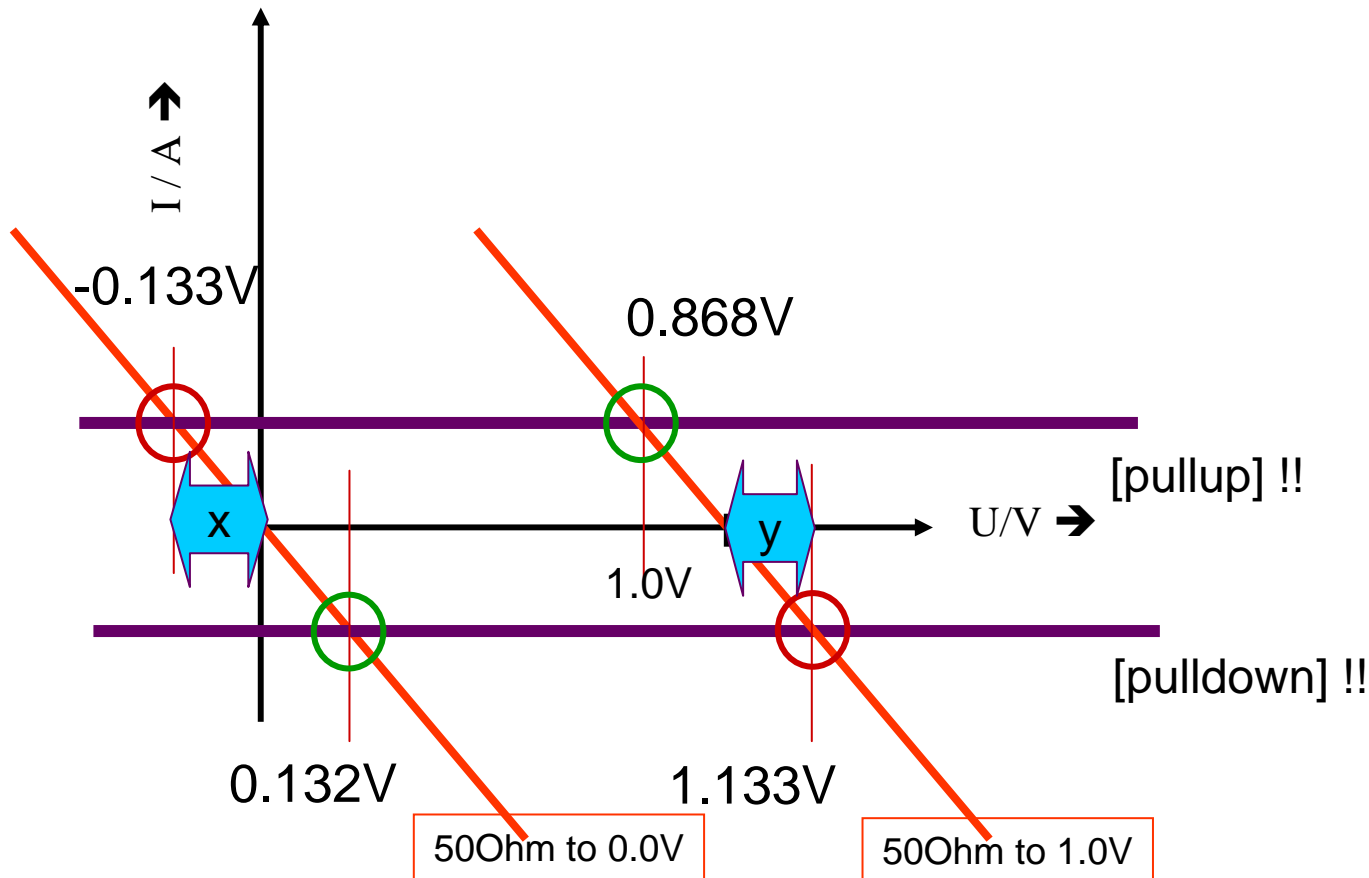 I / A 🡺
-0.133V
0.868V
[pullup] !!
x
y
U/V 🡺
1.0V
[pulldown] !!
0.132V
1.133V
50Ohm to 0.0V
50Ohm to 1.0V